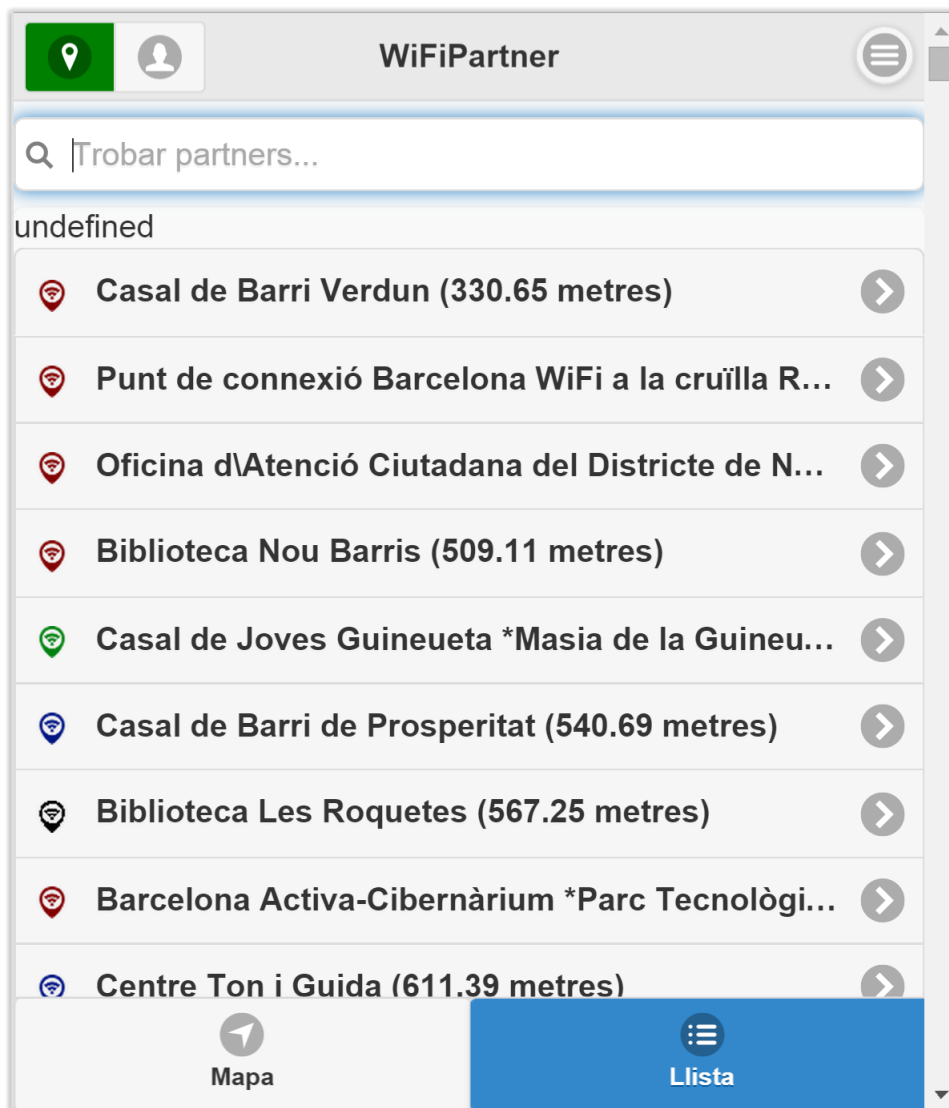 WiFiPartner
Trobar partners...
undefined
Casal de Barri Verdun (330.65 metres)
Punt de connexió Barcelona WiFi a la cruïlla R...
Oficina d\Atenció Ciutadana del Districte de N...
Biblioteca Nou Barris (509.11 metres)
Casal de Joves Guineueta *Masia de la Guineu...
Casal de Barri de Prosperitat (540.69 metres)
Biblioteca Les Roquetes (567.25 metres)
Barcelona Activa-Cibernàrium *Parc Tecnològi...
Centre Ton i Guida (611.39 metres)
Mapa
Llista